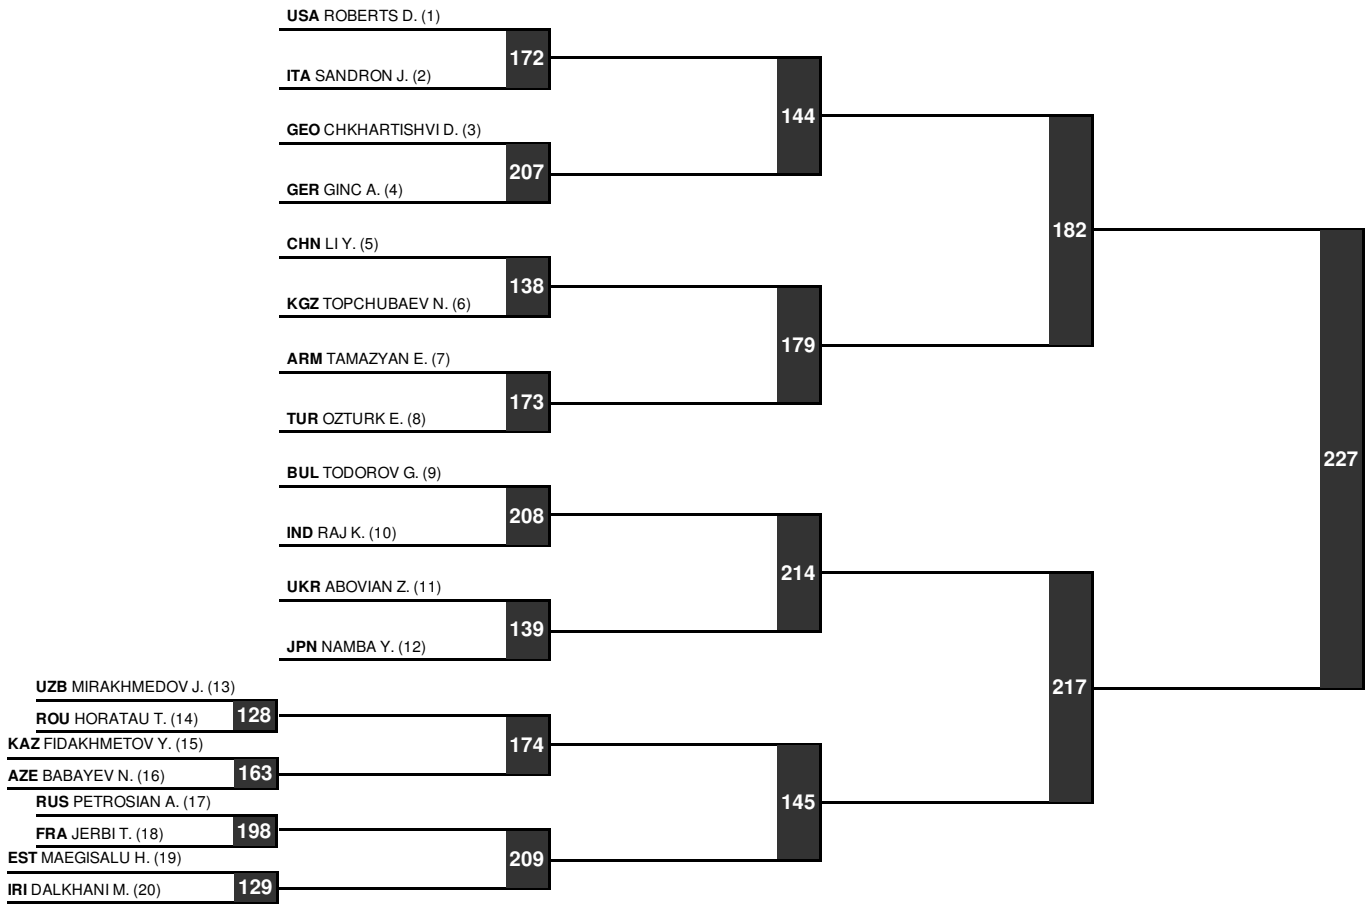 USA ROBERTS D. (1)
172
ITA SANDRON J. (2)
144
GEO CHKHARTISHVI D. (3)
207
GER GINC A. (4)
182
CHN LI Y. (5)
138
KGZ TOPCHUBAEV N. (6)
179
ARM TAMAZYAN E. (7)
173
TUR OZTURK E. (8)
227
BUL TODOROV G. (9)
208
IND RAJ K. (10)
214
UKR ABOVIAN Z. (11)
139
JPN NAMBA Y. (12)
217
UZB MIRAKHMEDOV J. (13)
128
ROU HORATAU T. (14)
174
KAZ FIDAKHMETOV Y. (15)
163
AZE BABAYEV N. (16)
145
RUS PETROSIAN A. (17)
198
FRA JERBI T. (18)
209
EST MAEGISALU H. (19)
129
IRI DALKHANI M. (20)